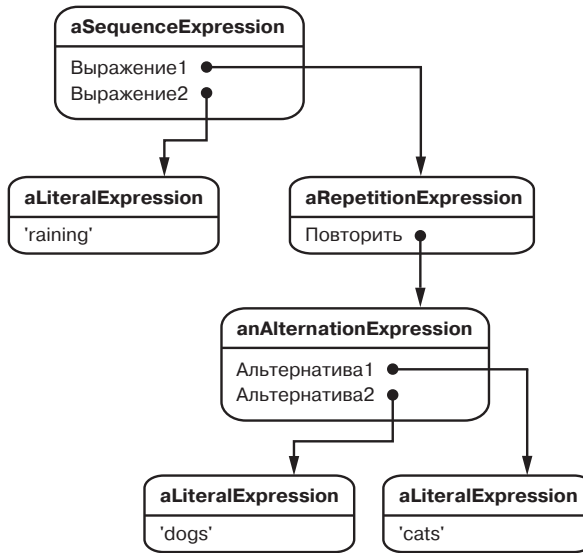 aSequenceExpression
Выражение1
Выражение2
aLiteralExpression
'raining'
aRepetitionExpression
Повторить
anAlternationExpression
Альтернатива1
Альтернатива2
aLiteralExpression
'dogs'
aLiteralExpression
'cats'